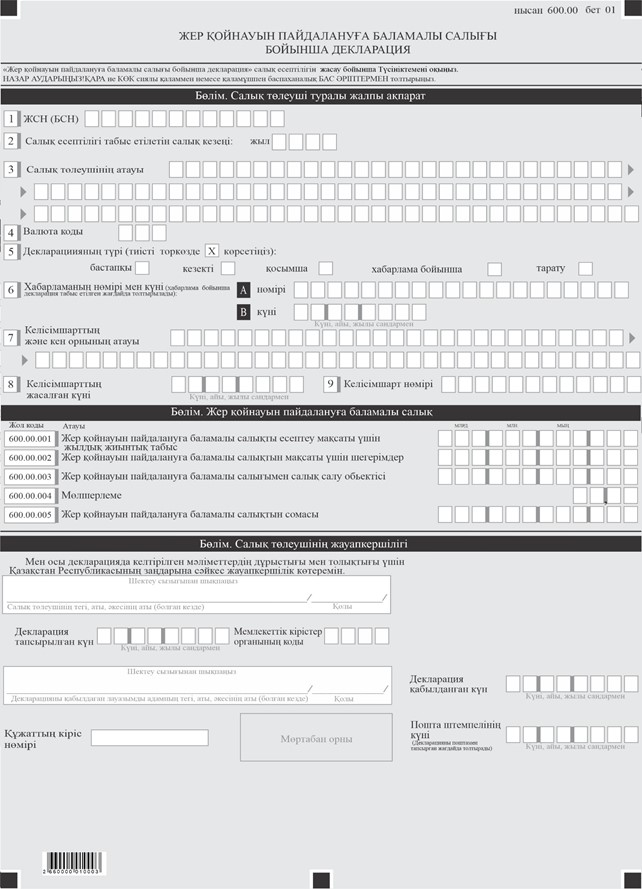 нысан 600.00 бет 01
ЖЕР ҚОЙНАУЫН ПАЙДАЛАНУҒА БАЛАМАЛЫ САЛЫҒЫ
БОЙЫНША ДЕКЛАРАЦИЯ
«Жер қойнауын пайдалануға баламалы салығы бойынша декларация» салық есептілігін жасау бойынша Түсініктемені оқыңыз.
НАЗАР АУДАРЫҢЫЗ!ҚАРА не КӨК сиялы қаламмен немесе қаламұшпен баспаханалық БАС ӘРІПТЕРМЕН толтырыңыз.
Бөлім. Салық төлеуші туралы жалпы ақпарат
1 ЖСН (БСН)
2 Салық есептілігі табыс етілетін салық кезеңі: жыл
3 Салық төлеушінің атауы
4 Валюта коды
5 Декларациянның түрі (тиісті торкөзде X көрсетіңіз):
бастапқы кезекті қосымша хабарлама бойынша тарату
6 Хабарламаның нөмірі мен күні (хабарлама бойынша A нөмірі
декларация табыс етілген жағдайда толтырылады):
B күні
Күні, айы, жылы сандармен
7 Келісімшарттың
және кен орнының атауы
8 Келісімшарттың 9 Келісімшарт нөмірі
жасалған күні Күні, айы, жылы сандармен
Бөлім. Жер қойнауын пайдалануға баламалы салық
Жол коды Атауы млрд млн мың
600.00.001 Жер қойнауын пайдалануға баламалы салықты есептеу мақсаты үшін
жылдық жиынтық табыс
600.00.002 Жер қойнауын пайдалануға баламалы салықтын мақсаты үшін шегерімдер
600.00.003 Жер қойнауын пайдалануға баламалы салығымен салық салу объектісі
600.00.004 Мөлшерлеме ,
600.00.005 Жер қойнауын пайдалануға баламалы салықтын сомасы
Бөлім. Салық төлеушінің жауапкершілігі
Мен осы декларацияда келтірілген мәліметтердің дұрыстығы мен толықтығы үшін
Қазақстан Республикасының заңдарына сәйкес жауапкершілік көтеремін.
Шектеу сызығынан шықпаңыз
/ /
Салық төлеушінің тегі, аты, әкесінің аты (болған кезде) Қолы
Декларация Мемлекеттік кірістер
тапсырылған күн органының коды
Күні, айы, жылы сандармен
Шектеу сызығынан шықпаңыз
/ /
Декларацияны қабылдаған лауазымды адамның тегі, аты, әкесінің аты (болған кезде) Қолы
Декларация
қабылданған күн
Күні, айы, жылы сандармен
Құжаттың кіріс
нөмірі
Мөртабан орны
Пошта штемпелінің
күні
(Декларацияны поштамен
тапсырған жағдайда толтырады)
Күні, айы, жылы сандармен
2 660000 010003